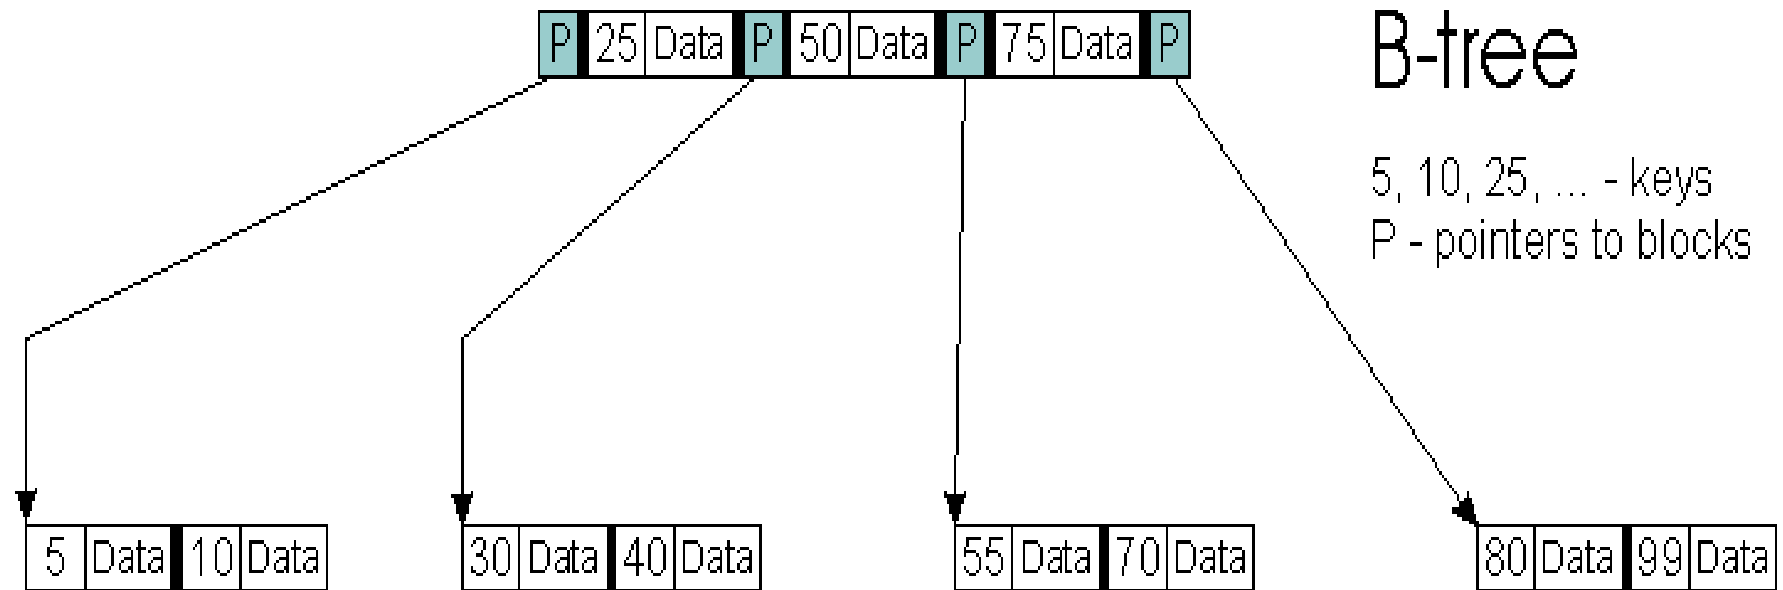 P 25 Data P 50 Data P 75 Data P
B-tree
5, 10, 25, ... - keys
P - pointers to blocks
5 Data 10 Data
30 Data 40 Data
55 Data 70 Data
80 Data 99 Data